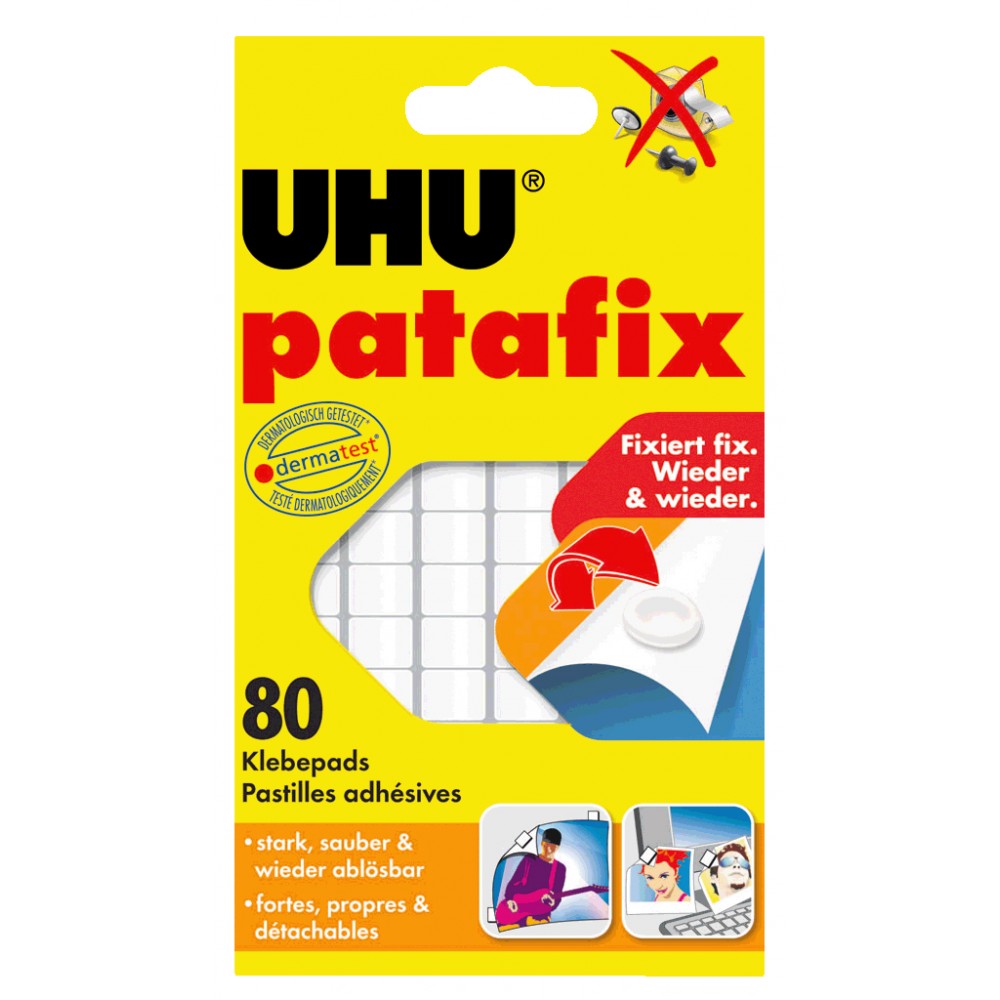 UHU®
patafix
DERMATOLOGISCH GETESTET*
dermatest®
TESTÉ DERMATOLOGIQUEMENT*
Fixiert fix.
Wieder
& wieder.
80
Klebepads
Pastilles adhésives
• stark, sauber &
wieder ablösbar
• fortes, propres &
détachables